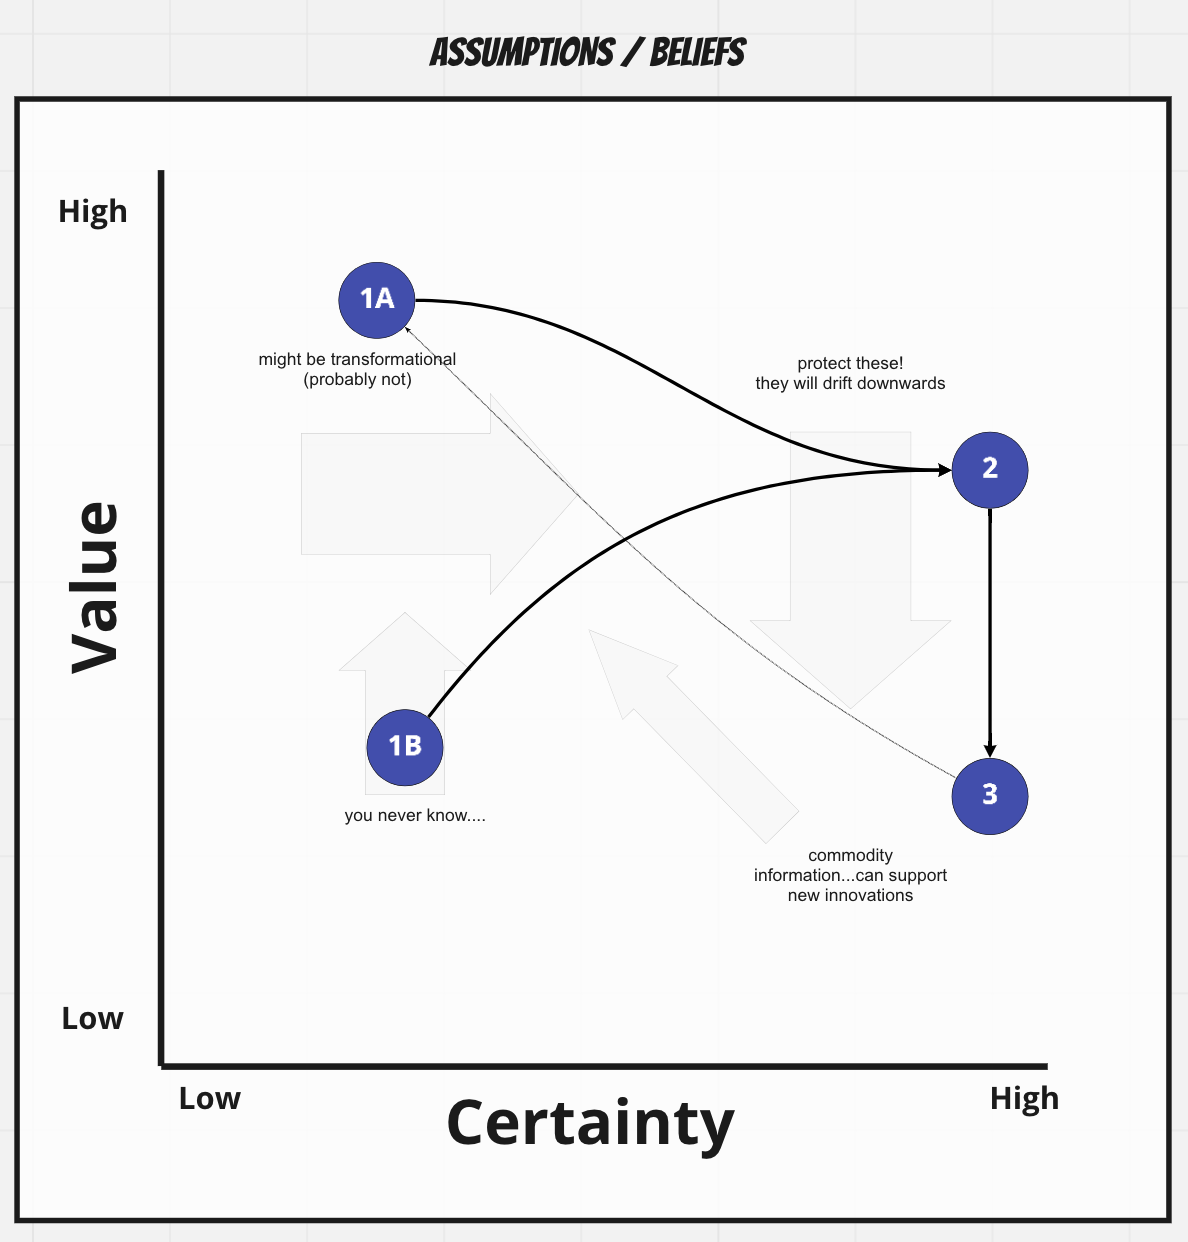 ASSUMPTIONS / BELIEFS
High
1A
might be transformational
(probably not)
protect these!
they will drift downwards
2
Value
1B
you never know....
3
commodity
information...can support
new innovations
Low
Low
High
Certainty